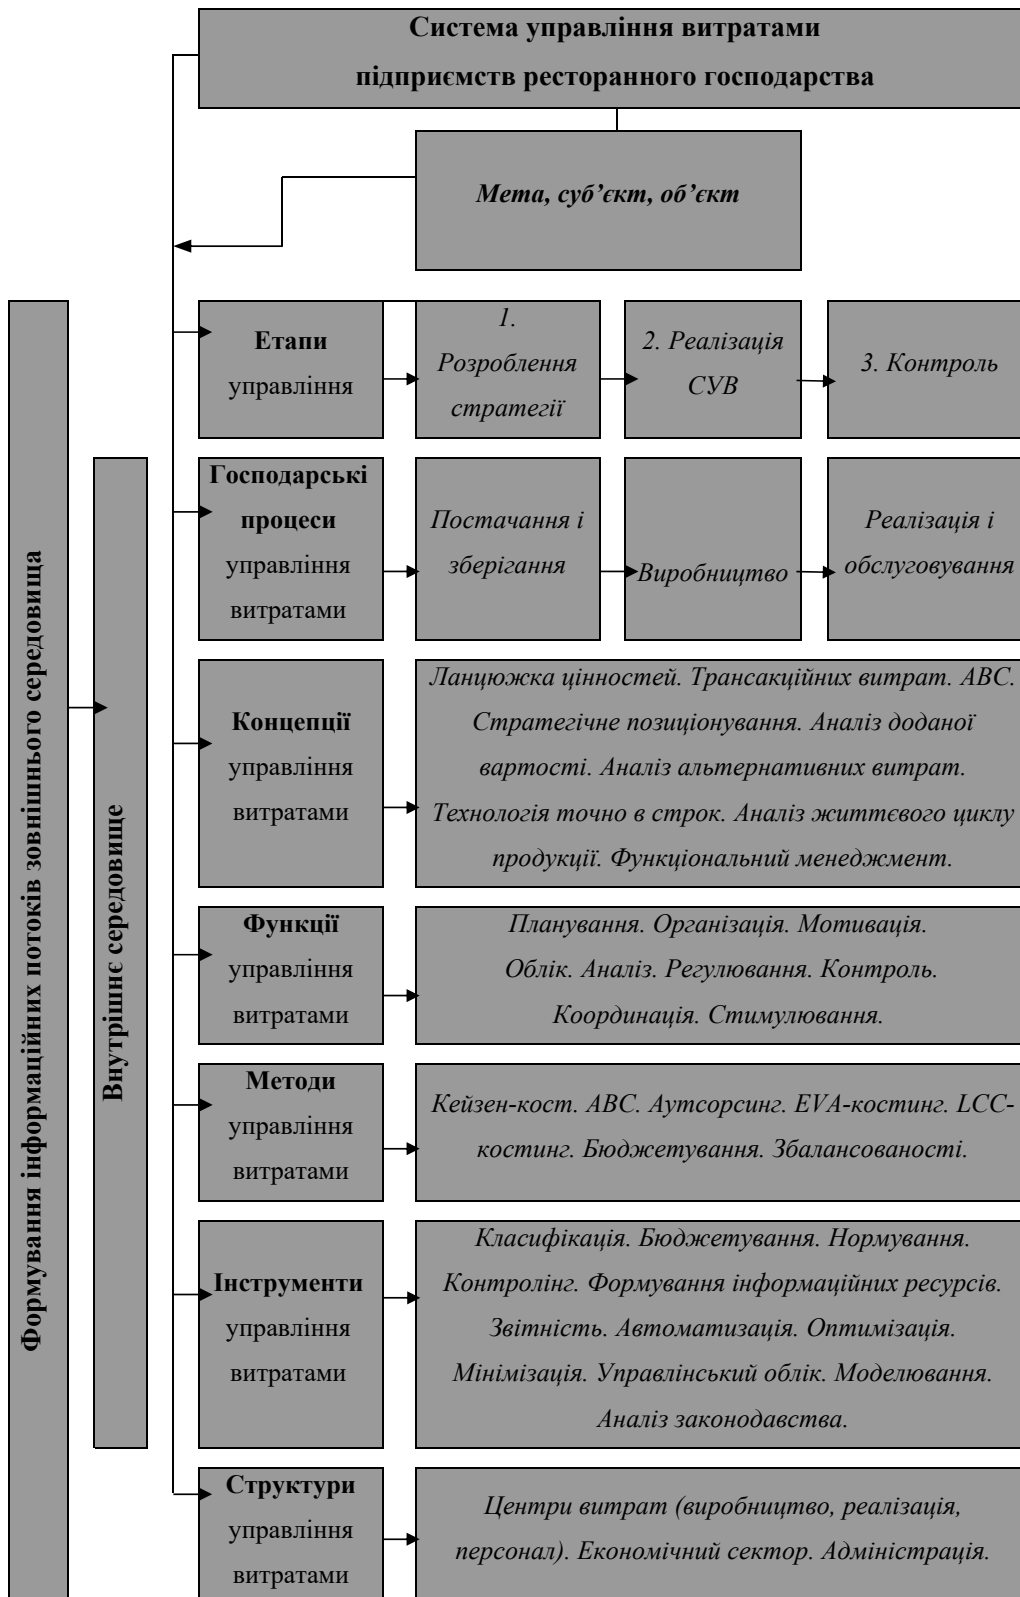 Система управління витратами
підприємств ресторанного господарства
Мета, суб’єкт, об’єкт
Формування інформаційних потоків зовнішнього середовища
Внутрішнє середовище
Етапи
управління
1.
Розроблення
стратегії
2. Реалізація
СУВ
3. Контроль
Господарські
процеси
управління
витратами
Постачання і
зберігання
Виробництво
Реалізація і
обслуговування
Концепції
управління
витратами
Ланцюжка цінностей. Трансакційних витрат. АВС.
Стратегічне позиціонування. Аналіз доданої
вартості. Аналіз альтернативних витрат.
Технологія точно в строк. Аналіз життєвого циклу
продукції. Функціональний менеджмент.
Функції
управління
витратами
Планування. Організація. Мотивація.
Облік. Аналіз. Регулювання. Контроль.
Координація. Стимулювання.
Методи
управління
витратами
Кейзен-кост. АВС. Аутсорсинг. EVA-костинг. LCC-
костинг. Бюджетування. Збалансованості.
Інструменти
управління
витратами
Класифікація. Бюджетування. Нормування.
Контролінг. Формування інформаційних ресурсів.
Звітність. Автоматизація. Оптимізація.
Мінімізація. Управлінський облік. Моделювання.
Аналіз законодавства.
Структури
управління
витратами
Центри витрат (виробництво, реалізація,
персонал). Економічний сектор. Адміністрація.